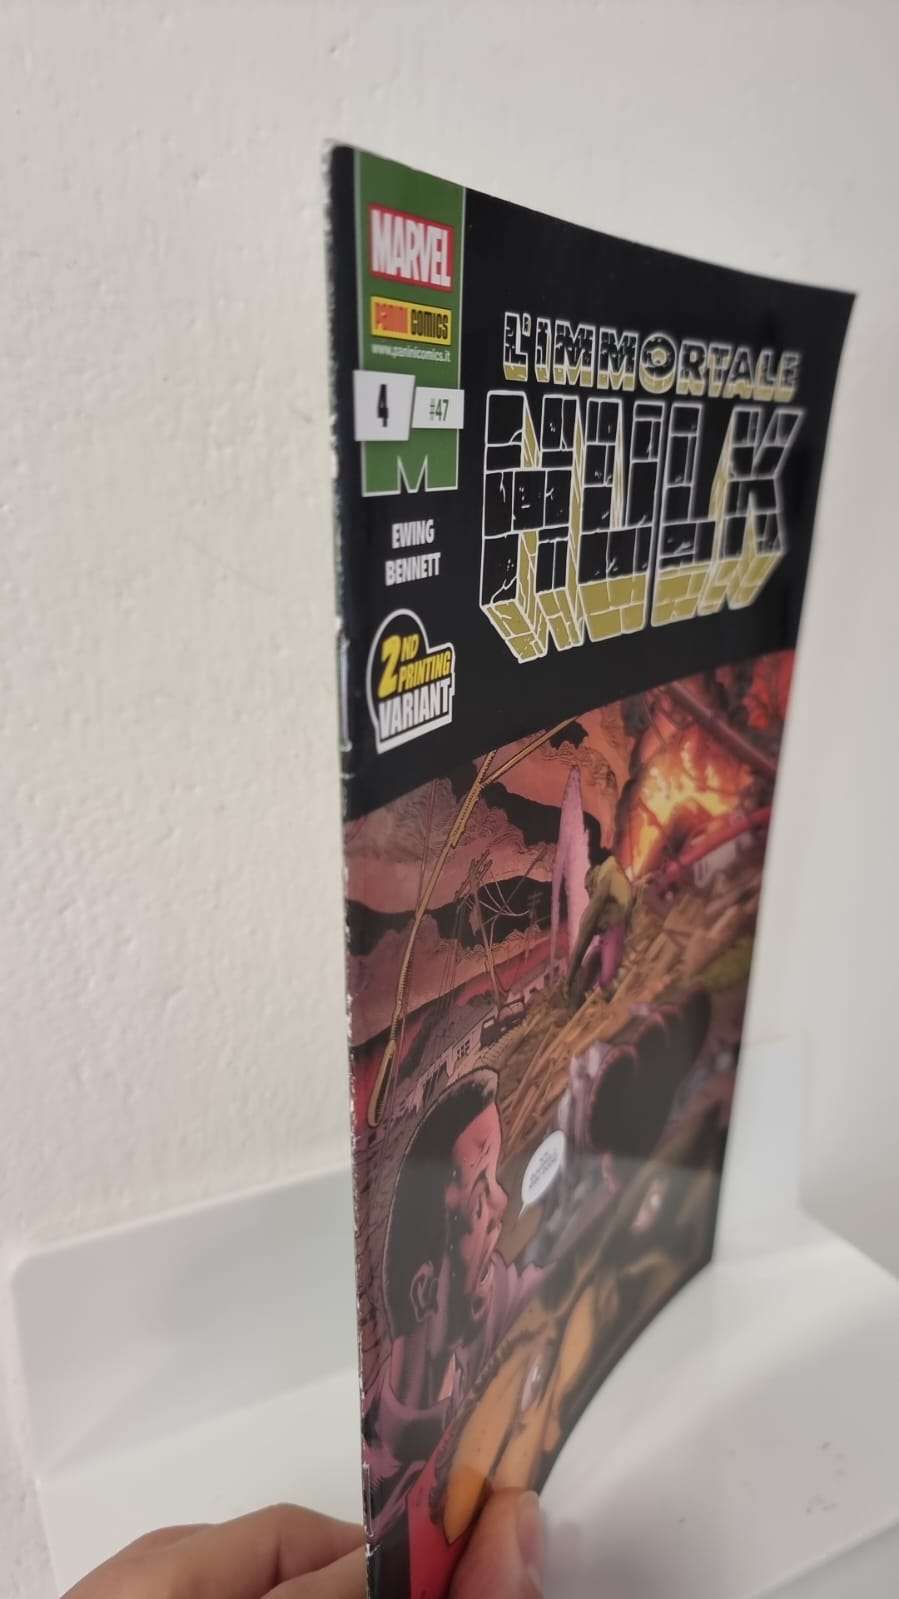 MARVEL
PANINI COMICS
www.paninicomics.it
4
#47
L'IMMORTALE
HULK
EWING
BENNETT
2ND
PRINTING
VARIANT